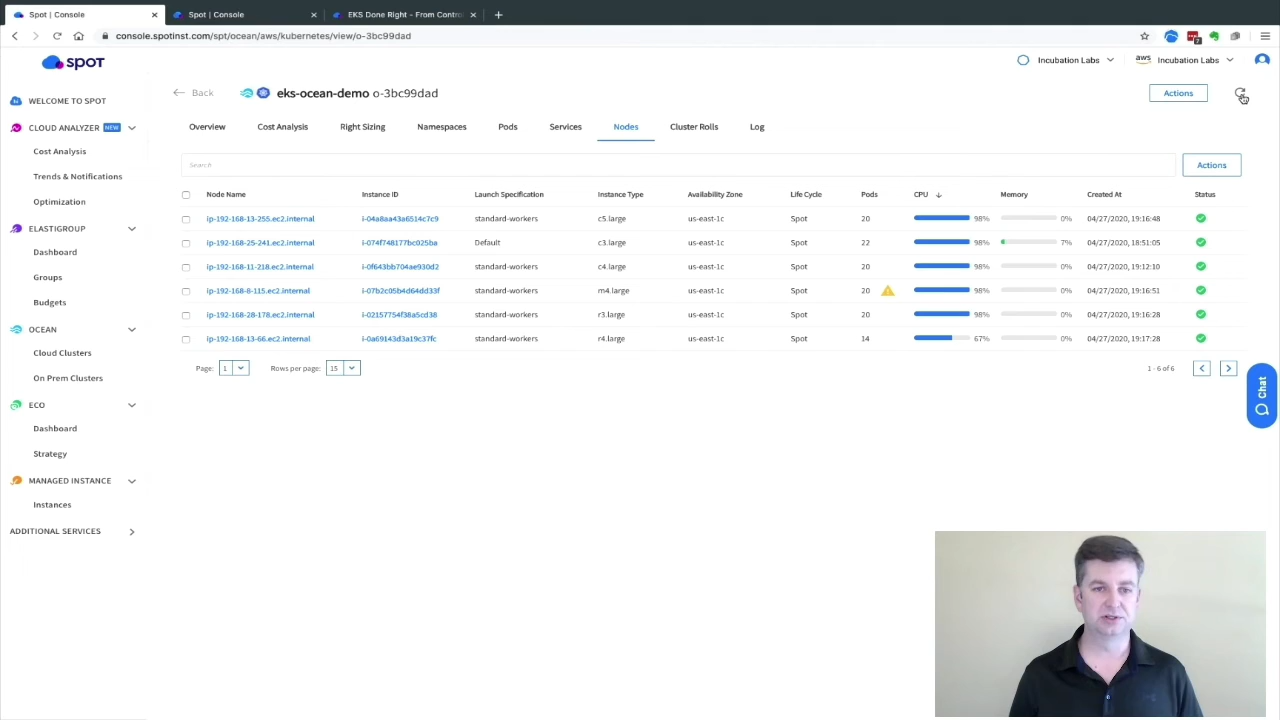 Spot | Console
Spot | Console
EKS Done Right - From Contro
console.spotinst.com/spt/ocean/aws/kubernetes/view/o-3bc99dad
7
spot
Incubation Labs
aws
Incubation Labs
Back
eks-ocean-demo o-3bc99dad
Actions
WELCOME TO SPOT
CLOUD ANALYZER NEW
Cost Analysis
Trends & Notifications
Optimization
ELASTIGROUP
Dashboard
Groups
Budgets
OCEAN
Cloud Clusters
On Prem Clusters
ECO
Dashboard
Strategy
MANAGED INSTANCE
Instances
ADDITIONAL SERVICES
Overview Cost Analysis Right Sizing Namespaces Pods Services Nodes Cluster Rolls Log
Search
Actions
Node Name Instance ID Launch Specification Instance Type Availability Zone Life Cycle Pods CPU Memory Created At Status
ip-192-168-13-255.ec2.internal i-04a8aa43a6514c7c9 standard-workers c5.large us-east-1c Spot 20 98% 0% 04/27/2020, 19:16:48
ip-192-168-25-241.ec2.internal i-074f748177bc025ba Default c3.large us-east-1c Spot 22 98% 7% 04/27/2020, 18:51:05
ip-192-168-11-218.ec2.internal i-0f643bb704ae930d2 standard-workers c4.large us-east-1c Spot 20 98% 0% 04/27/2020, 19:12:10
ip-192-168-8-115.ec2.internal i-07b2c05b4d64dd33f standard-workers m4.large us-east-1c Spot 20 98% 0% 04/27/2020, 19:16:51
ip-192-168-28-178.ec2.internal i-02157754f38a5cd38 standard-workers r3.large us-east-1c Spot 20 98% 0% 04/27/2020, 19:16:28
ip-192-168-13-66.ec2.internal i-0a69143d3a19c37fc standard-workers r4.large us-east-1c Spot 14 67% 0% 04/27/2020, 19:17:28
Page: 1 Rows per page: 15 1 - 6 of 6
Chat